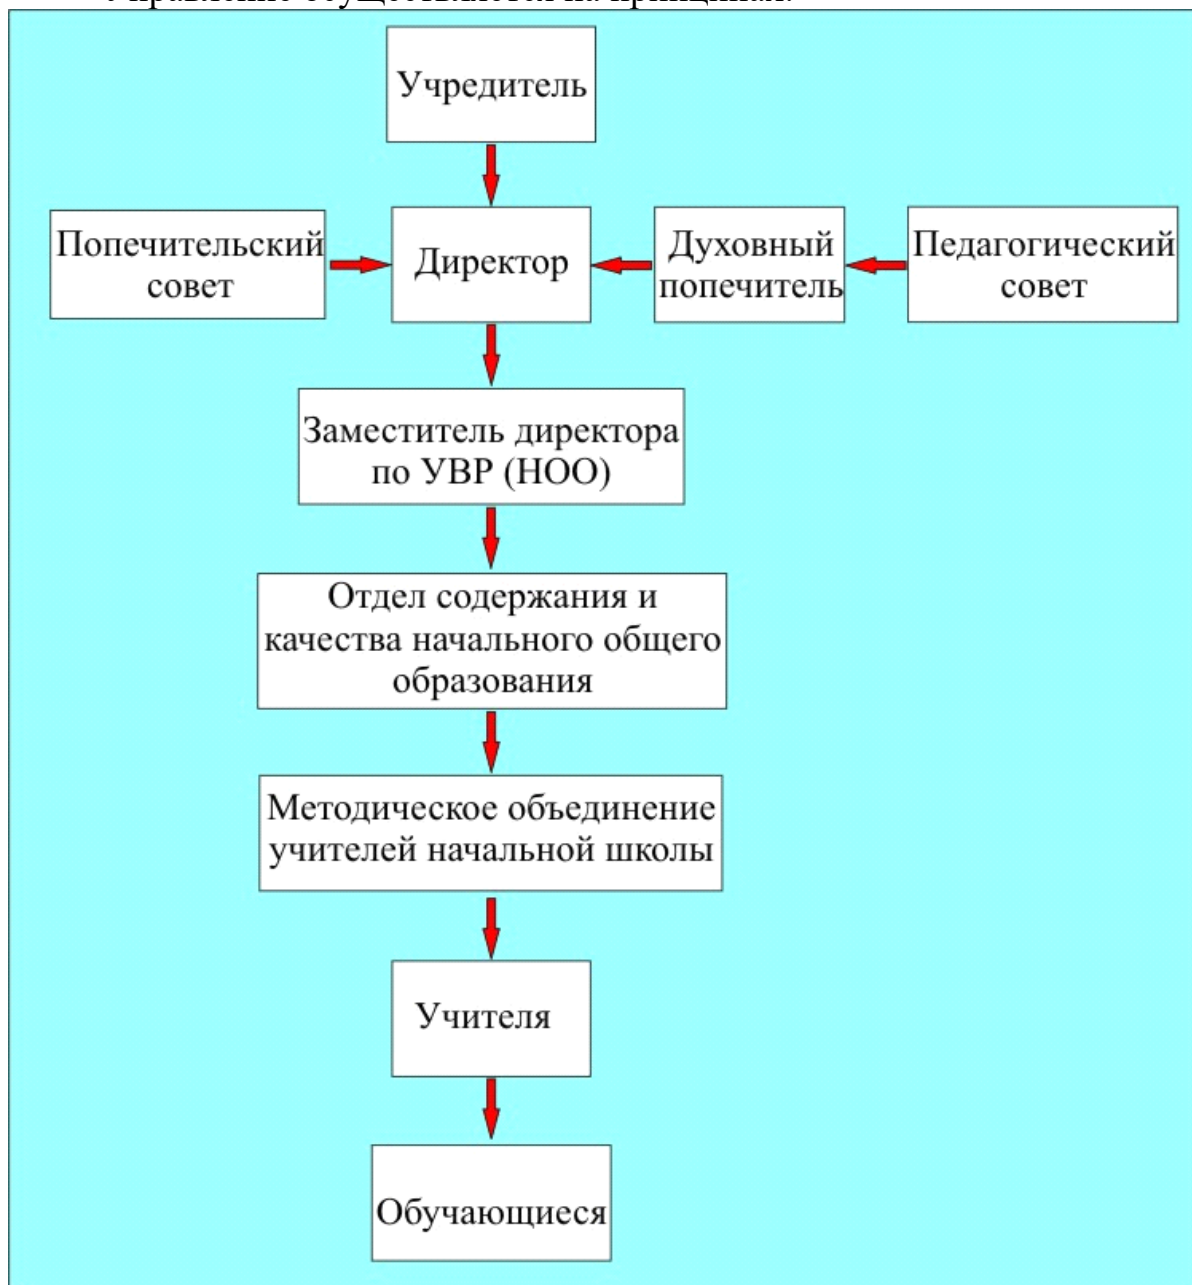 Учредитель
Попечительский
совет
Директор
Духовный
попечитель
Педагогический
совет
Заместитель директора
по УВР (НОО)
Отдел содержания и
качества начального общего
образования
Методическое объединение
учителей начальной школы
Учителя
Обучающиеся